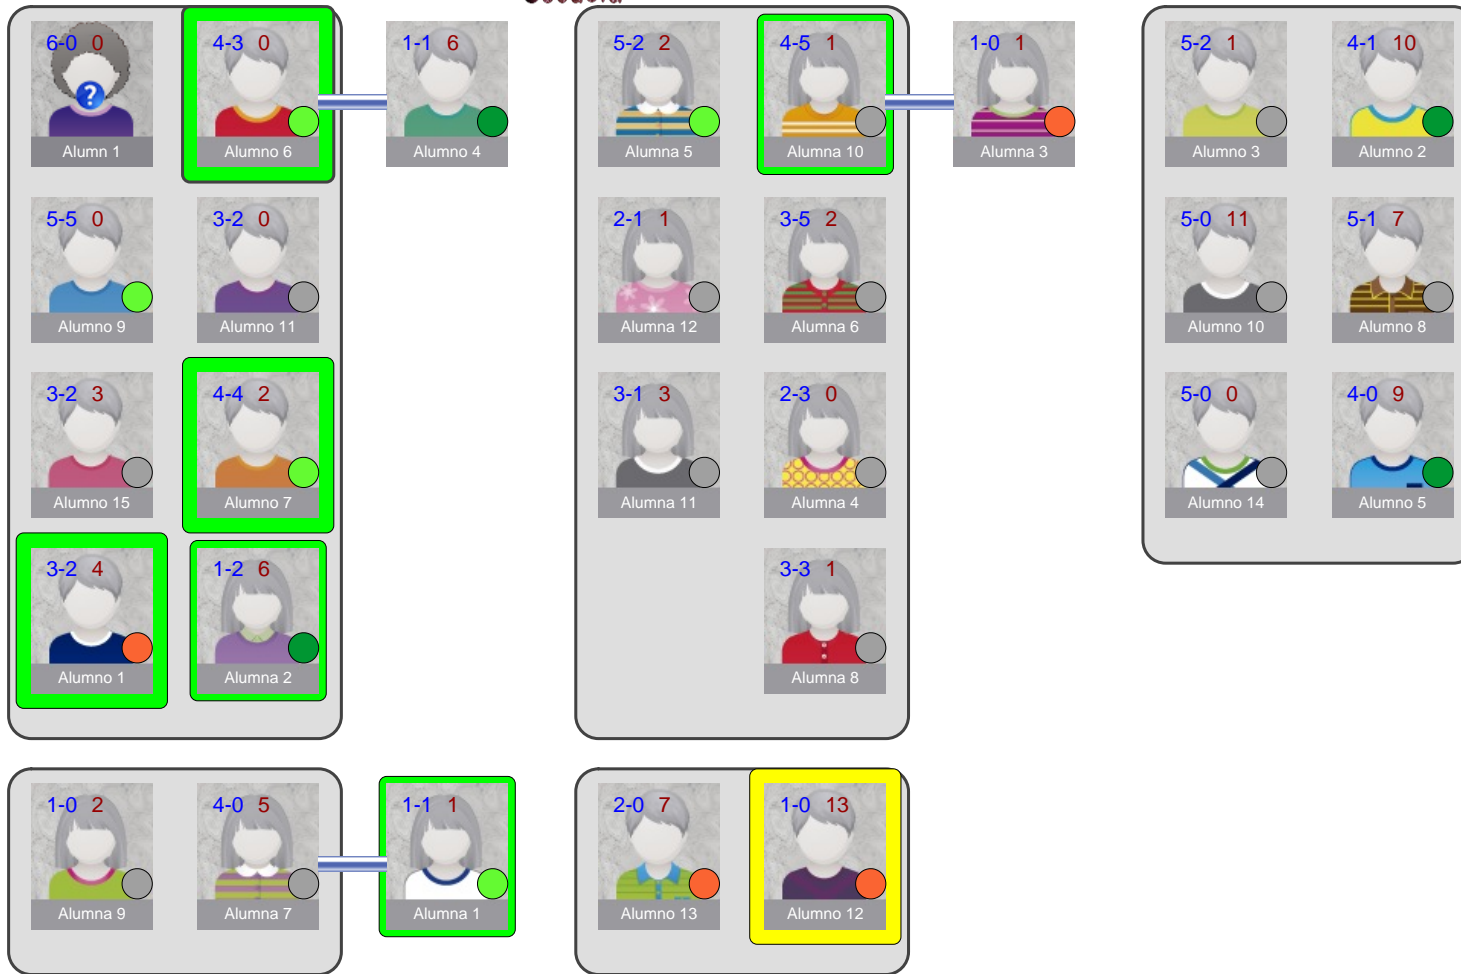 6-0 0
4-3 0
1-1 6
5-2 2
4-5 1
1-0 1
5-2 1
4-1 10
?
Alumn 1
Alumno 6
Alumno 4
Alumna 5
Alumna 10
Alumna 3
Alumno 3
Alumno 2
5-5 0
3-2 0
2-1 1
3-5 2
5-0 11
5-1 7
Alumno 9
Alumno 11
Alumna 12
Alumna 6
Alumno 10
Alumno 8
3-2 3
4-4 2
3-1 3
2-3 0
5-0 0
4-0 9
Alumno 15
Alumno 7
Alumna 11
Alumna 4
Alumno 14
Alumno 5
3-2 4
1-2 6
3-3 1
Alumno 1
Alumna 2
Alumna 8
1-0 2
4-0 5
1-1 1
2-0 7
1-0 13
Alumna 9
Alumna 7
Alumna 1
Alumno 13
Alumno 12